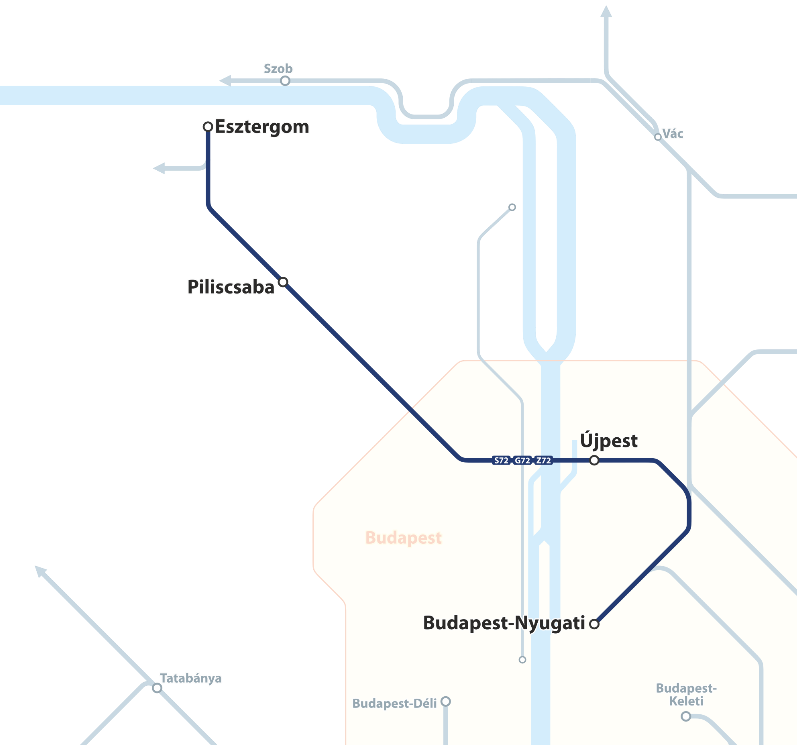 Szob
Esztergom
Vác
Piliscsaba
Újpest
S72 G72 Z72
Budapest
Budapest-Nyugati
Tatabánya
Budapest-Déli
Budapest-
Keleti